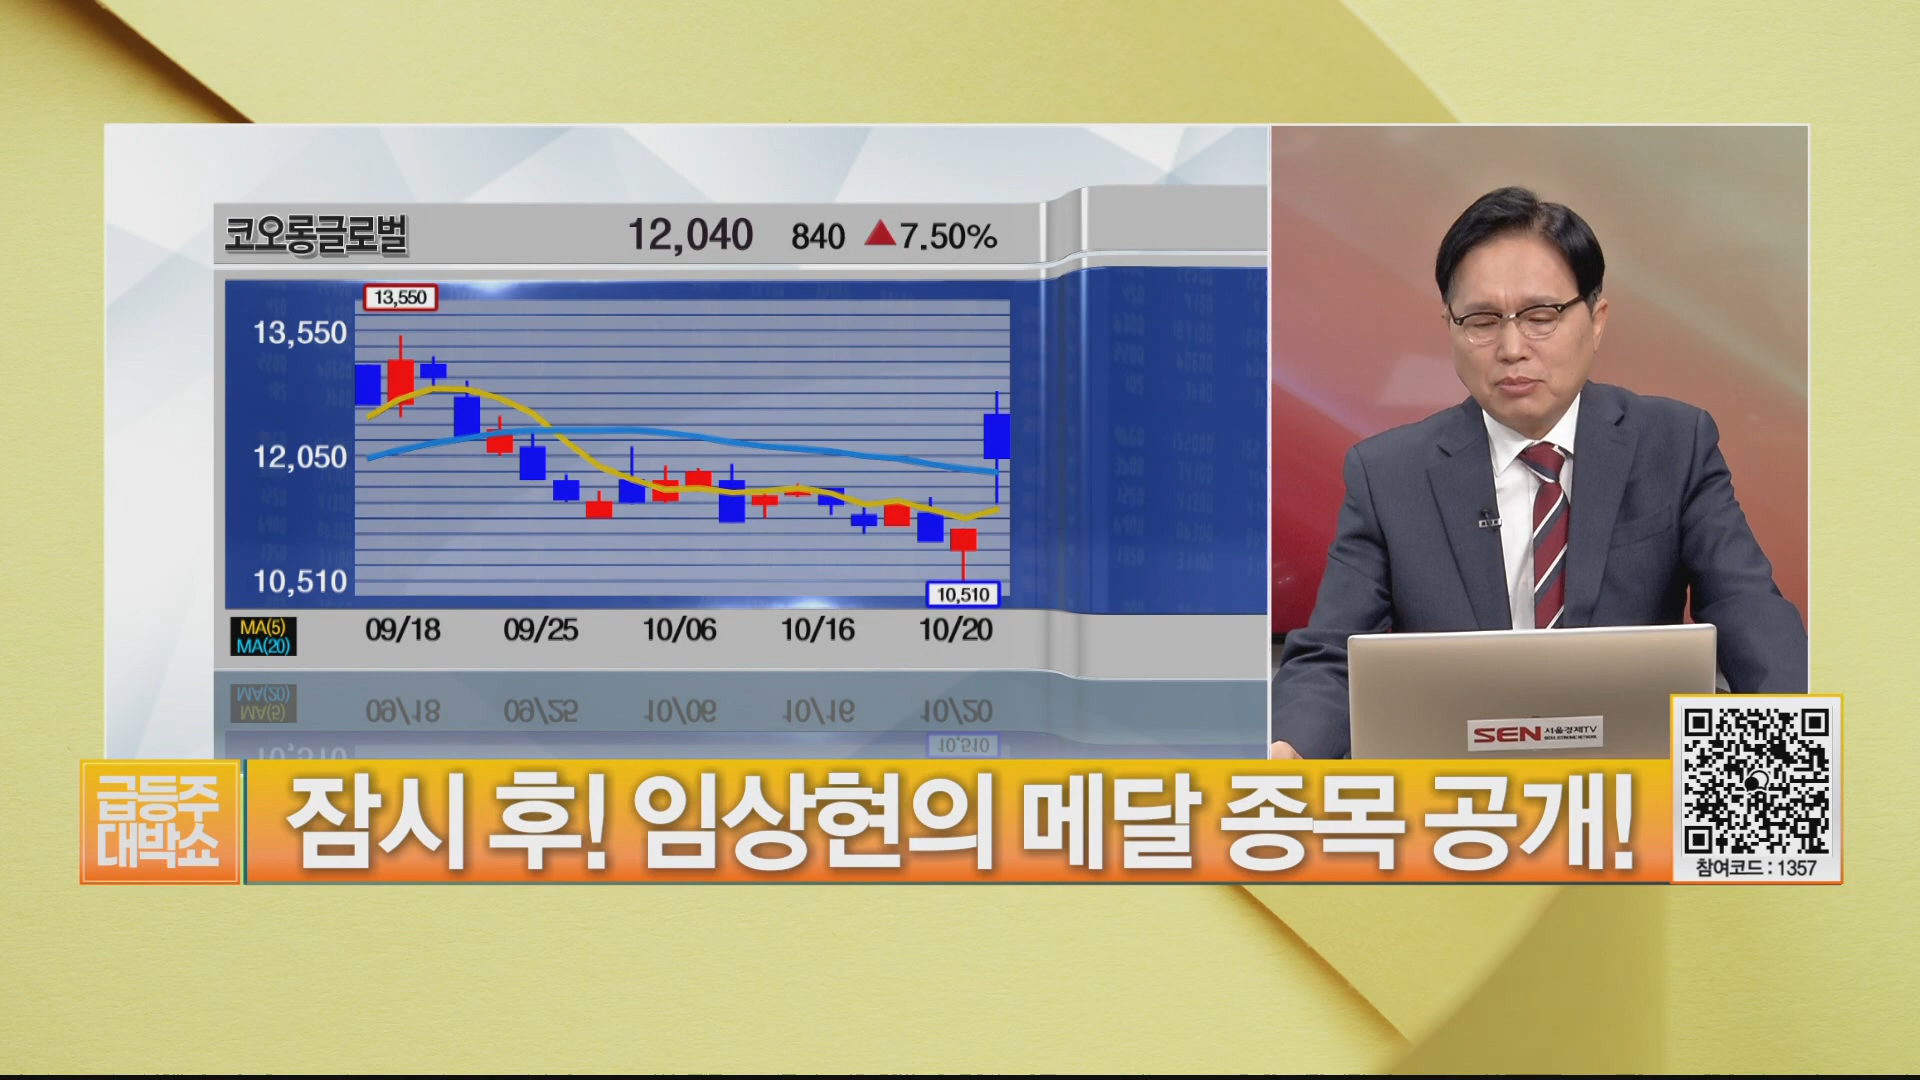 코오롱글로벌 12,040 840 ▲7.50%
13,550
13,550
12,050
10,510
10,510
MA(5)
MA(20)
09/18 09/25 10/06 10/16 10/20
SEN 서울경제TV
급등주
대박쇼
잠시 후! 임상현의 메달 종목 공개!
참여코드 : 1357